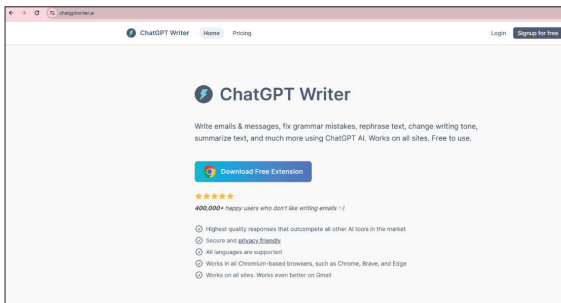 chatgptwriter.ai
ChatGPT Writer Home Pricing Login Signup for free
ChatGPT Writer
Write emails & messages, fix grammar mistakes, rephrase text, change writing tone,
summarize text, and much more using ChatGPT AI. Works on all sites. Free to use.
Download Free Extension
400,000+ happy users who don't like writing emails :-)
Highest quality responses that outcompete all other AI tools in the market
Secure and privacy friendly
All languages are supported
Works in all Chromium-based browsers, such as Chrome, Brave, and Edge
Works on all sites. Works even better on Gmail